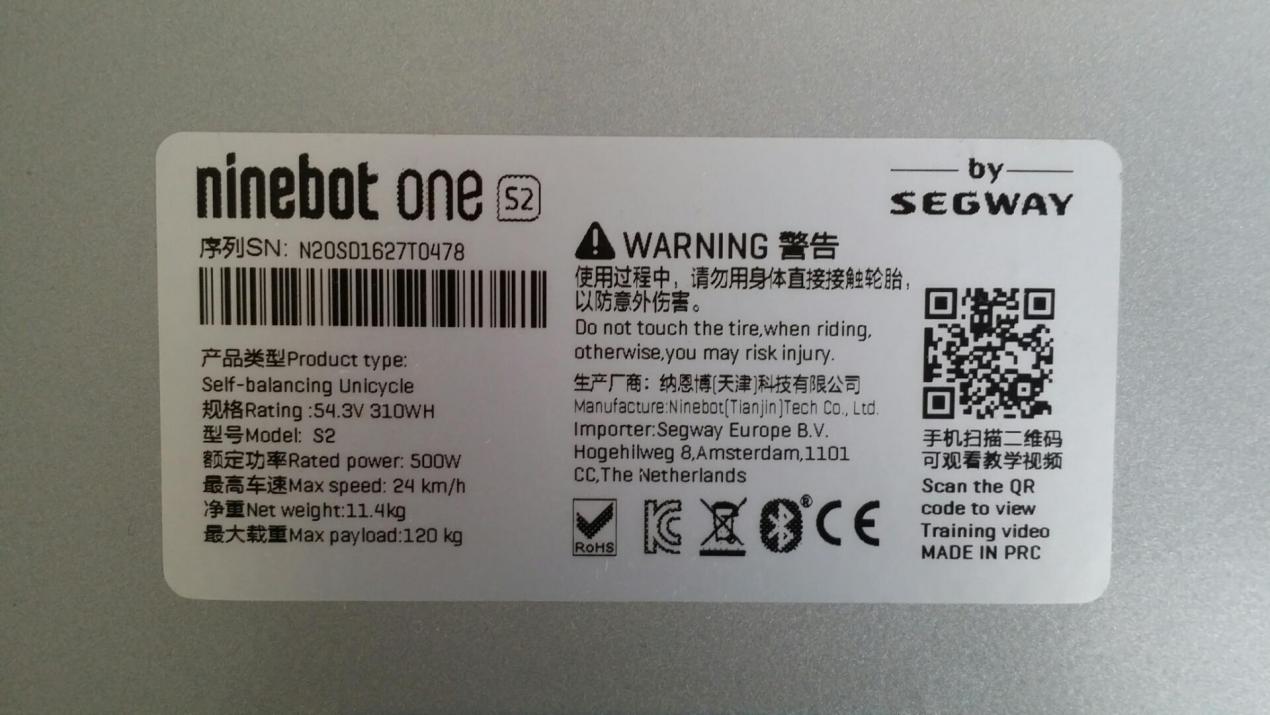 ninebot one S2
序列SN: N20SD1627T0478
产品类型Product type:
Self-balancing Unicycle
规格Rating :54.3V 310WH
型号Model: S2
额定功率Rated power: 500W
最高车速Max speed: 24 km/h
净重Net weight:11.4kg
最大载重Max payload:120 kg
by
SEGWAY
WARNING 警告
使用过程中，请勿用身体直接接触轮胎，
以防意外伤害。
Do not touch the tire,when riding,
otherwise,you may risk injury.
生产厂商：纳恩博(天津)科技有限公司
Manufacture:Ninebot(Tianjin)Tech Co., Ltd.
Importer:Segway Europe B.V.
Hogehilweg 8,Amsterdam,1101
CC,The Netherlands
RoHS
®
CE
手机扫描二维码
可观看教学视频
Scan the QR
code to view
Training video
MADE IN PRC